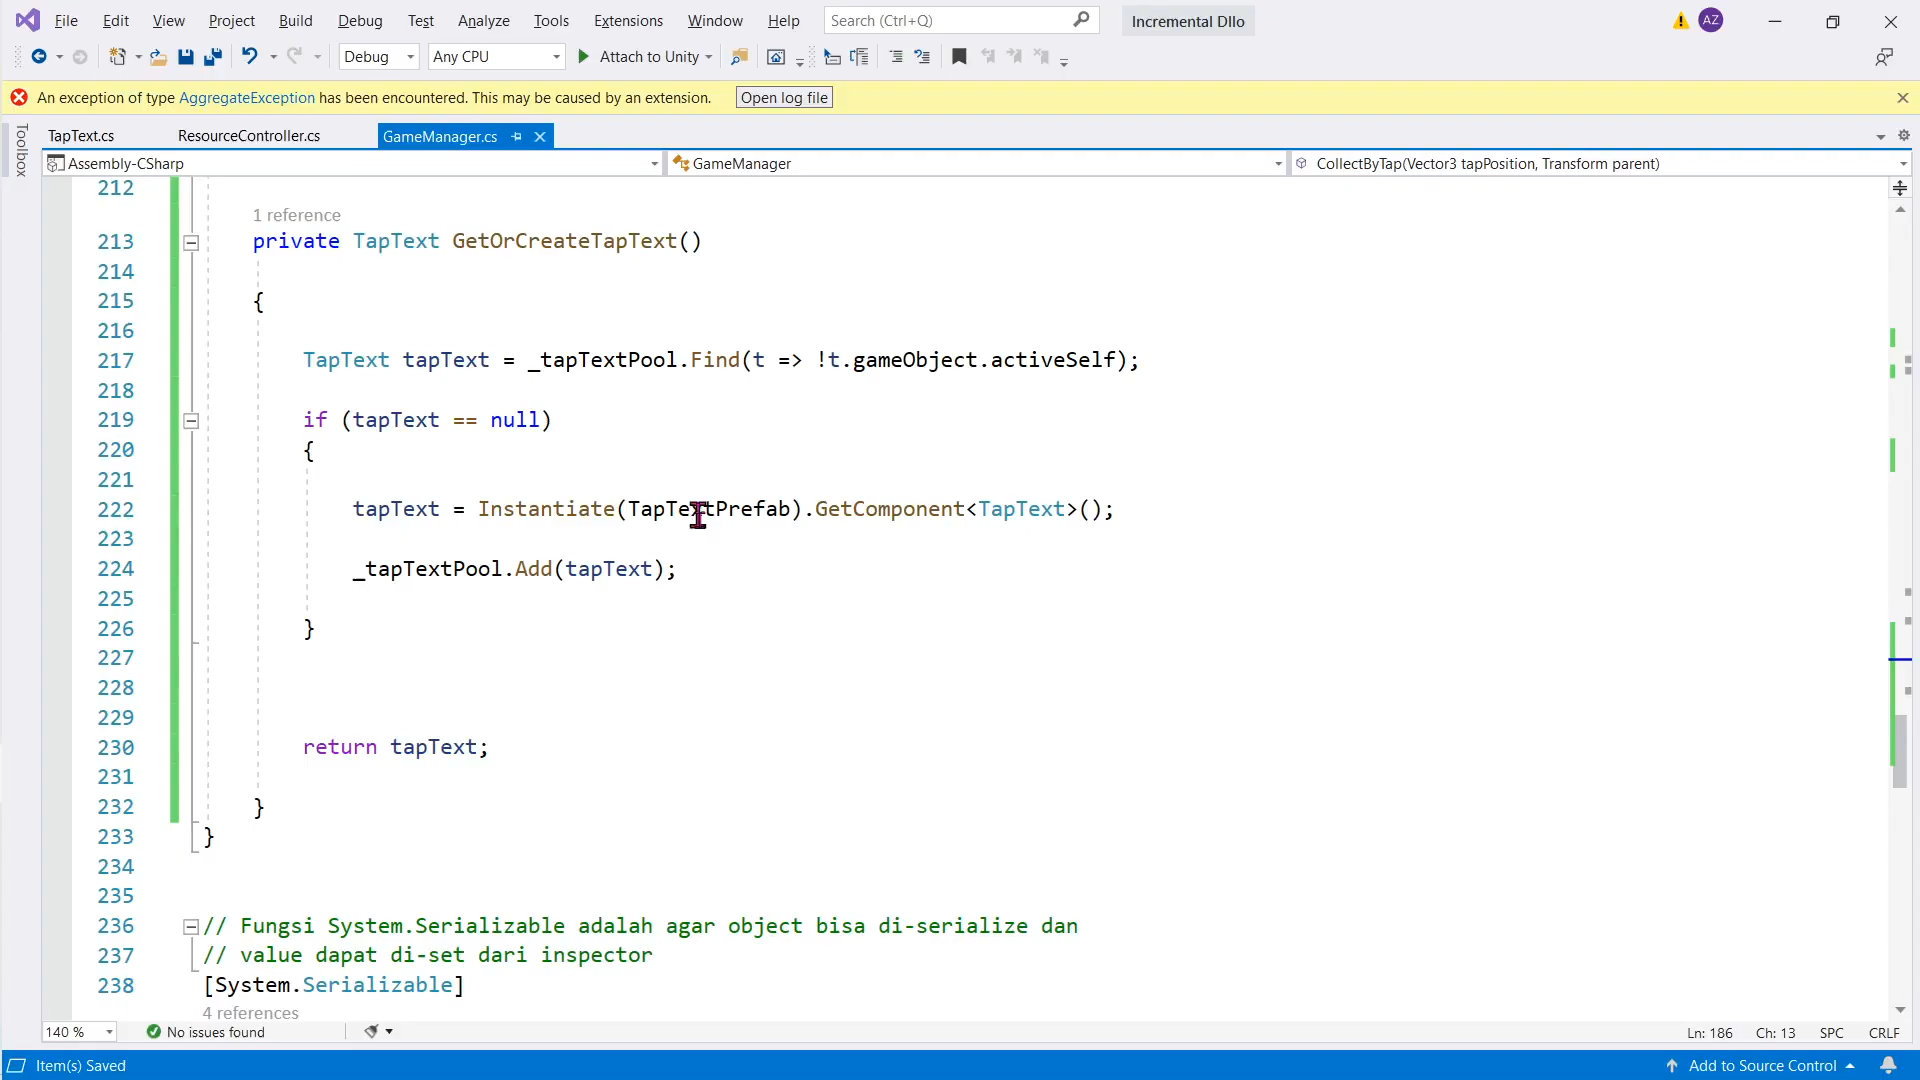 File Edit View Project Build Debug Test Analyze Tools Extensions Window Help Search (Ctrl+Q) Incremental Dllo AZ
Debug Any CPU Attach to Unity
An exception of type AggregateException has been encountered. This may be caused by an extension. Open log file
Toolbox
TapText.cs ResourceController.cs GameManager.cs
Assembly-CSharp GameManager CollectByTap(Vector3 tapPosition, Transform parent)
212
1 reference
213 private TapText GetOrCreateTapText()
214
215 {
216
217 TapText tapText = _tapTextPool.Find(t => !t.gameObject.activeSelf);
218
219 if (tapText == null)
220 {
221
222 tapText = Instantiate(TapTextPrefab).GetComponent<TapText>();
223
224 _tapTextPool.Add(tapText);
225
226 }
227
228
229
230 return tapText;
231
232 }
233 }
234
235
236 // Fungsi System.Serializable adalah agar object bisa di-serialize dan
237 // value dapat di-set dari inspector
238 [System.Serializable]
4 references
140 % No issues found Ln: 186 Ch: 13 SPC CRLF
Item(s) Saved Add to Source Control